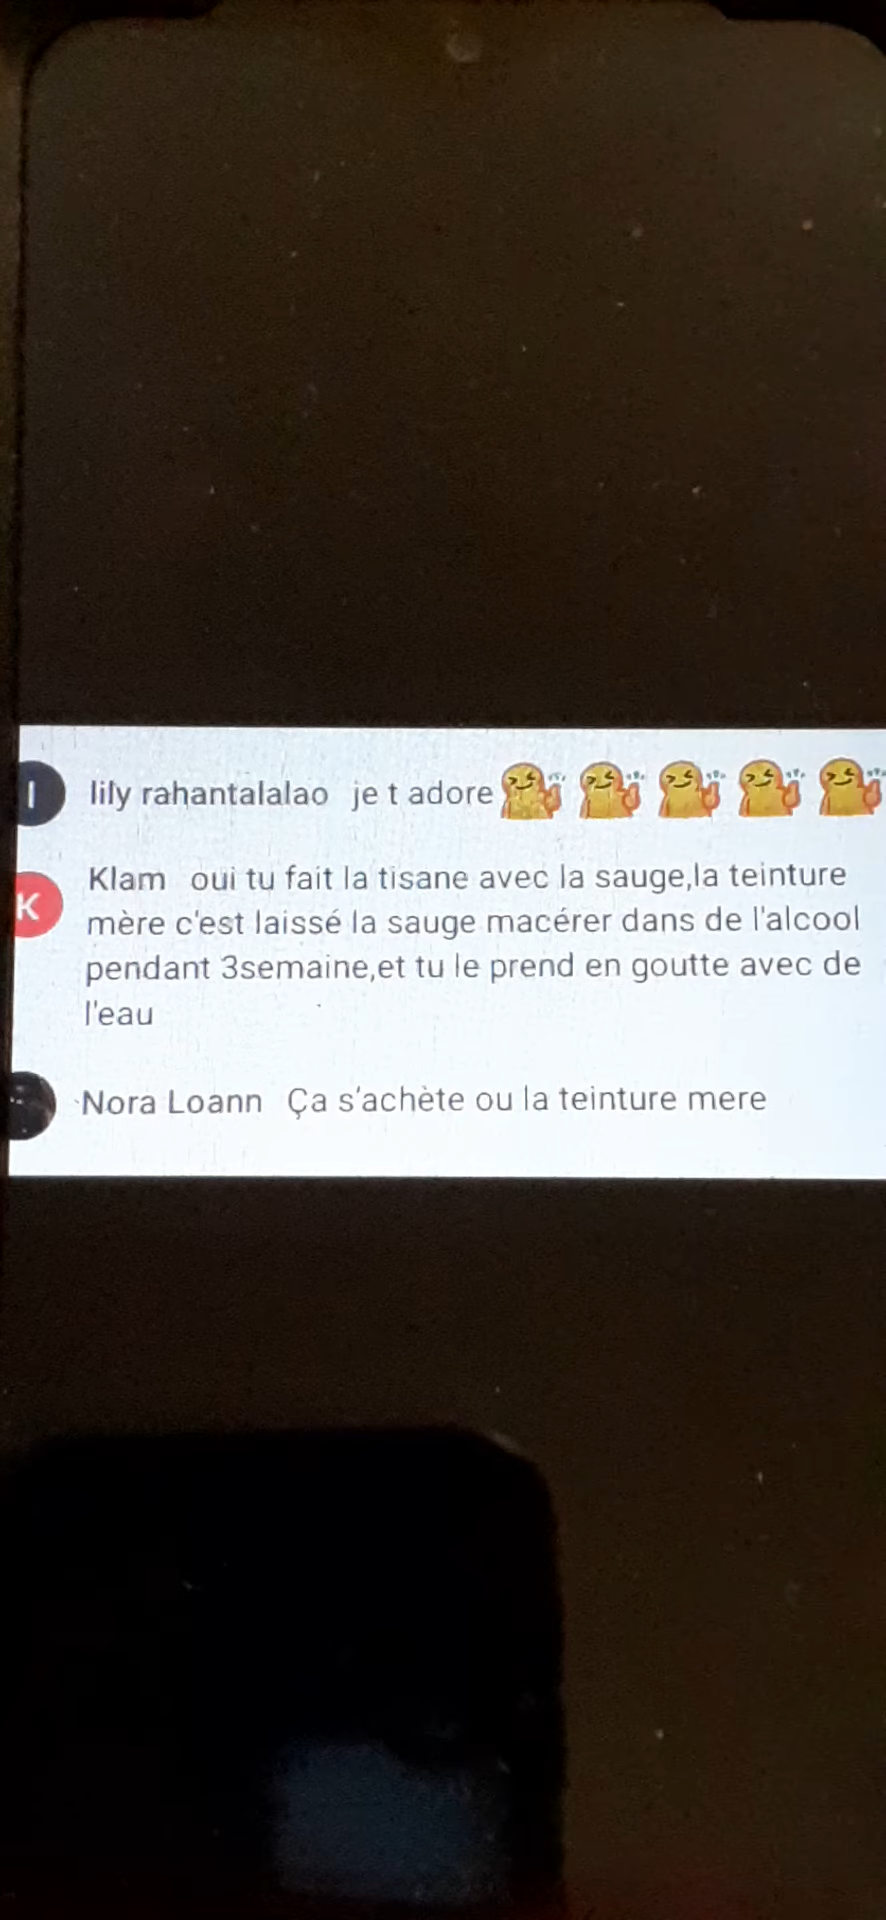 I lily rahantalalao je t adore
K Klam oui tu fait la tisane avec la sauge,la teinture
mère c'est laissé la sauge macérer dans de l'alcool
pendant 3semaine,et tu le prend en goutte avec de
l'eau
Nora Loann Ça s'achète ou la teinture mere